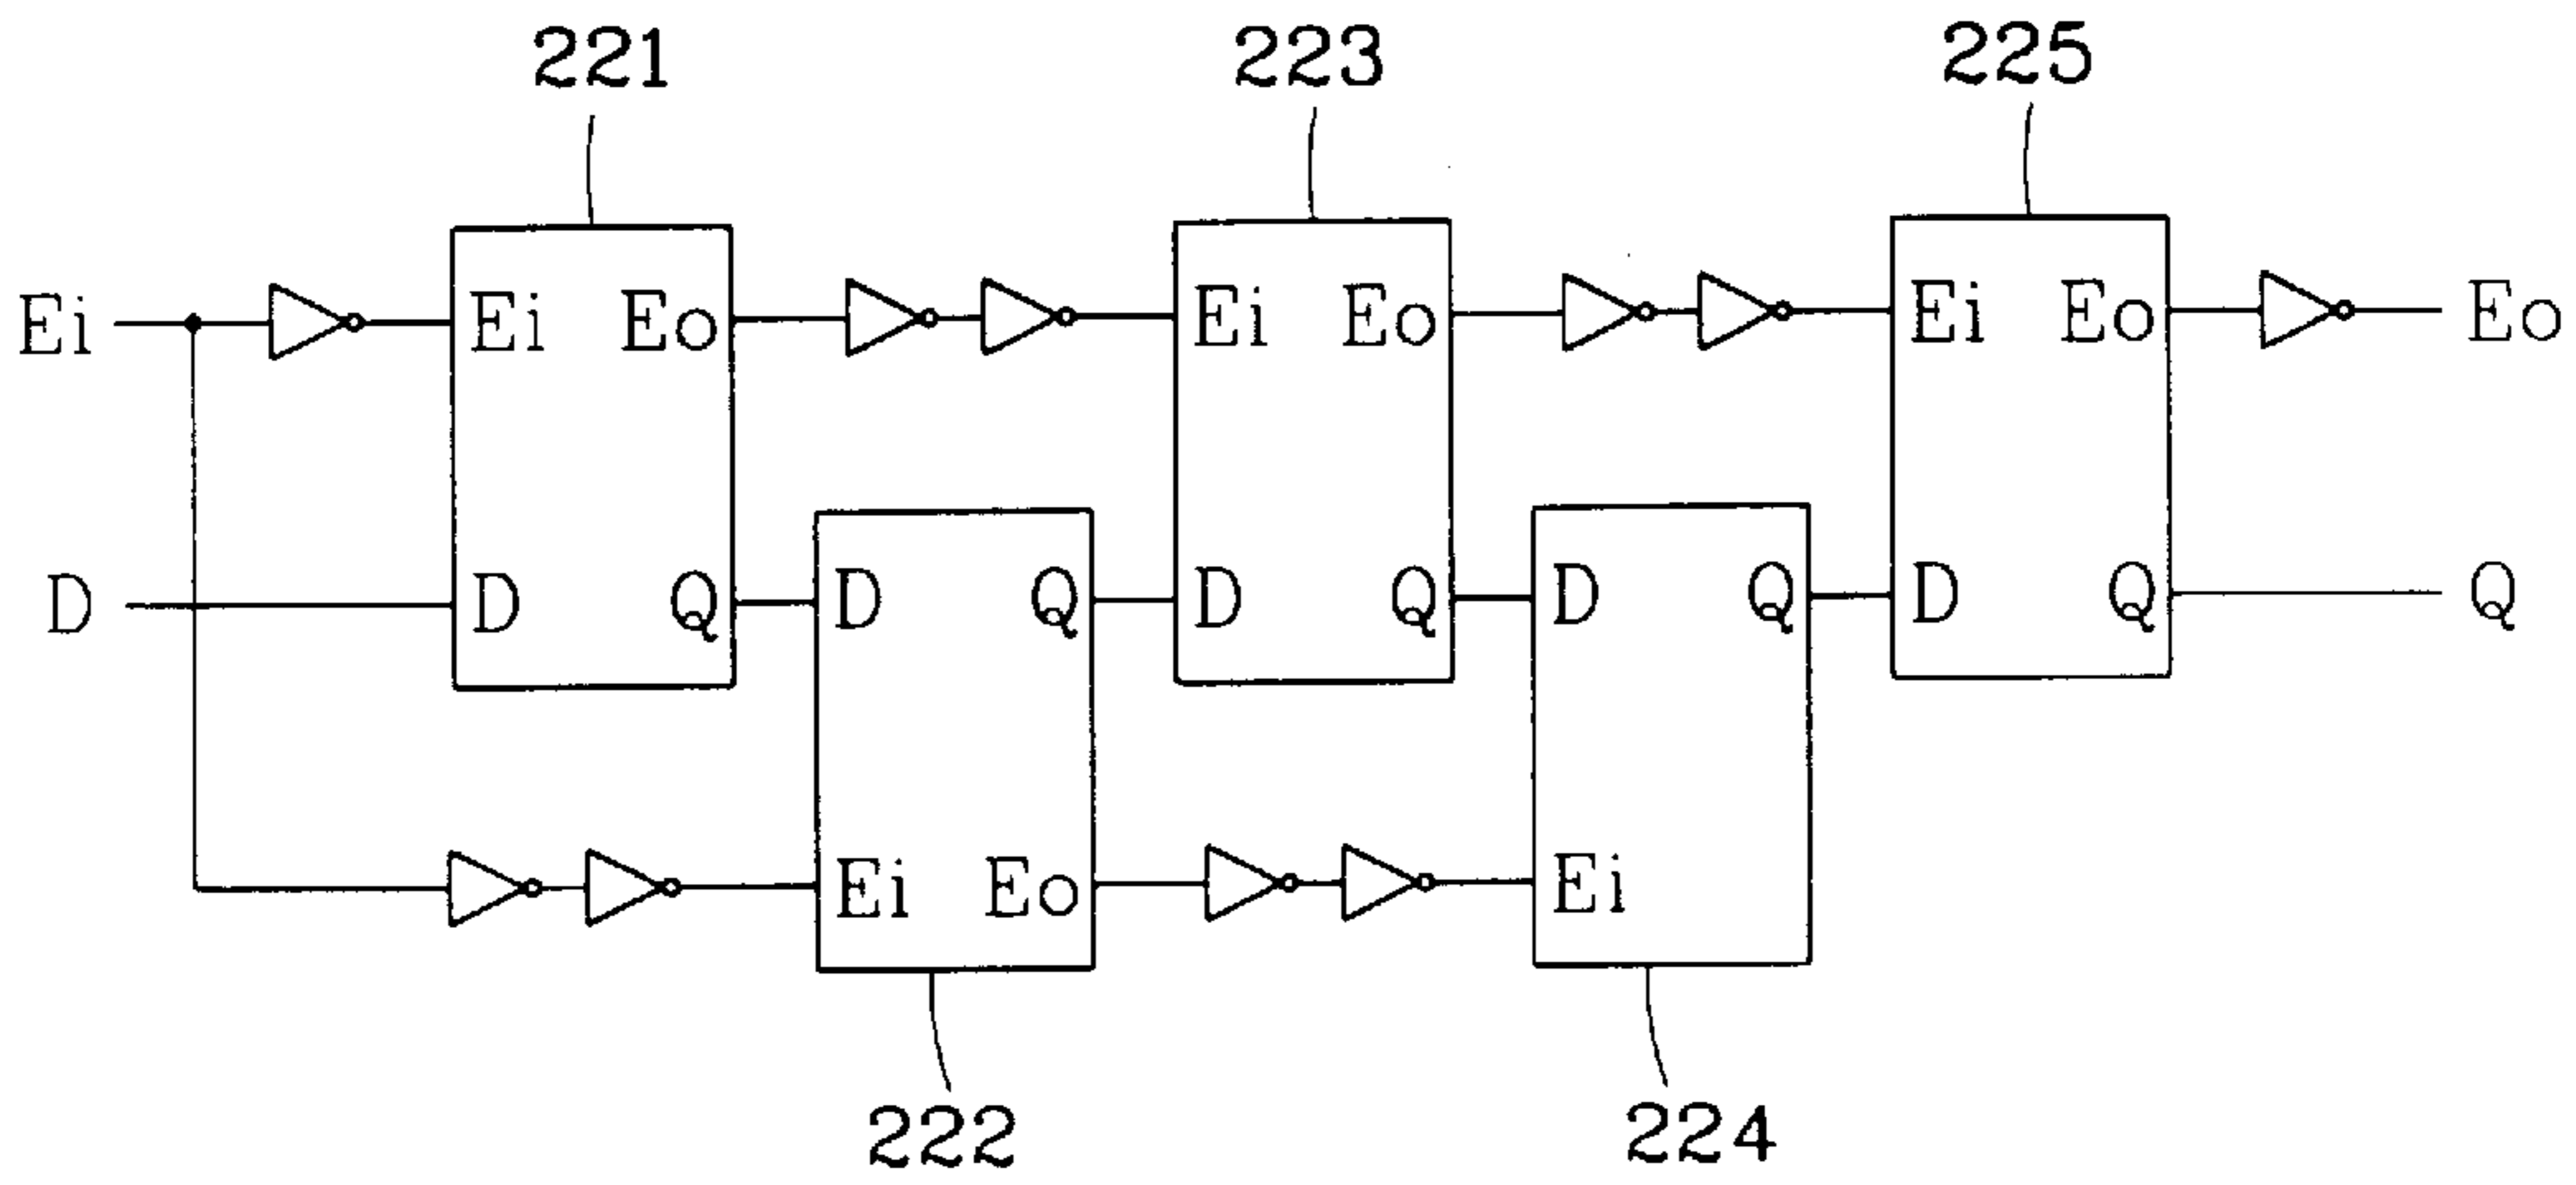 221 223 225
Ei Ei Eo Ei Eo Ei Eo Eo
D D Q D Q D Q D Q D Q Q
Ei Eo Ei
222 224